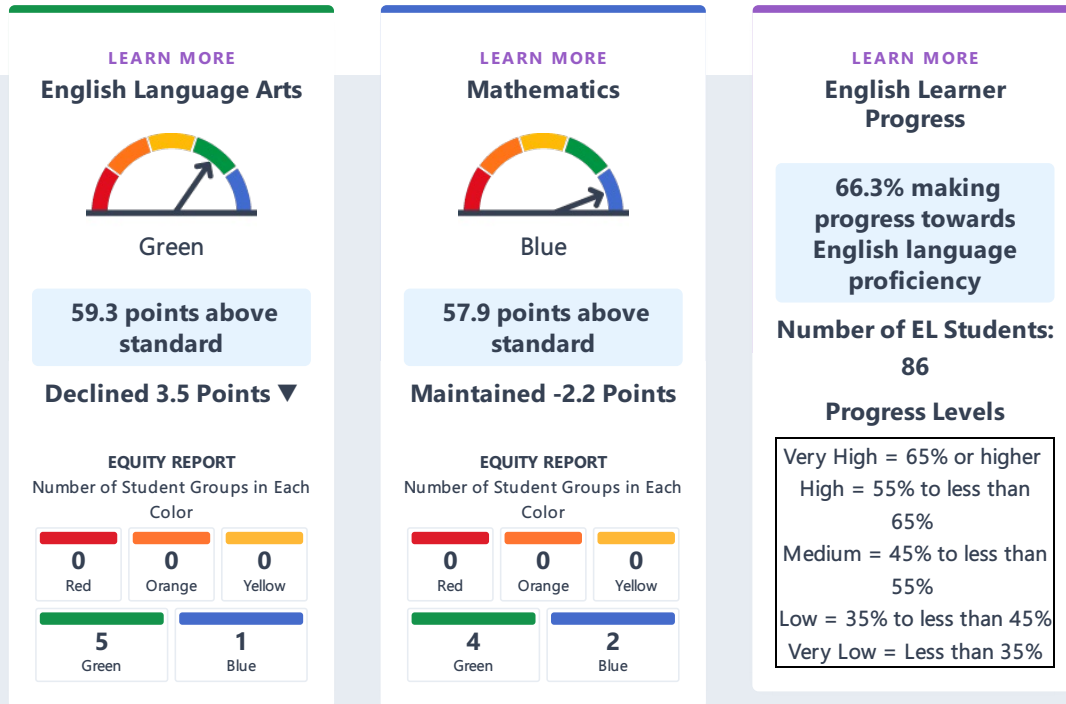 LEARN MORE
English Language Arts
Green
59.3 points above
standard
Declined 3.5 Points ▼
EQUITY REPORT
Number of Student Groups in Each
Color
0
Red
0
Orange
0
Yellow
5
Green
1
Blue
LEARN MORE
Mathematics
Blue
57.9 points above
standard
Maintained -2.2 Points
EQUITY REPORT
Number of Student Groups in Each
Color
0
Red
0
Orange
0
Yellow
4
Green
2
Blue
LEARN MORE
English Learner
Progress
66.3% making
progress towards
English language
proficiency
Number of EL Students:
86
Progress Levels
Very High = 65% or higher
High = 55% to less than
65%
Medium = 45% to less than
55%
Low = 35% to less than 45%
Very Low = Less than 35%